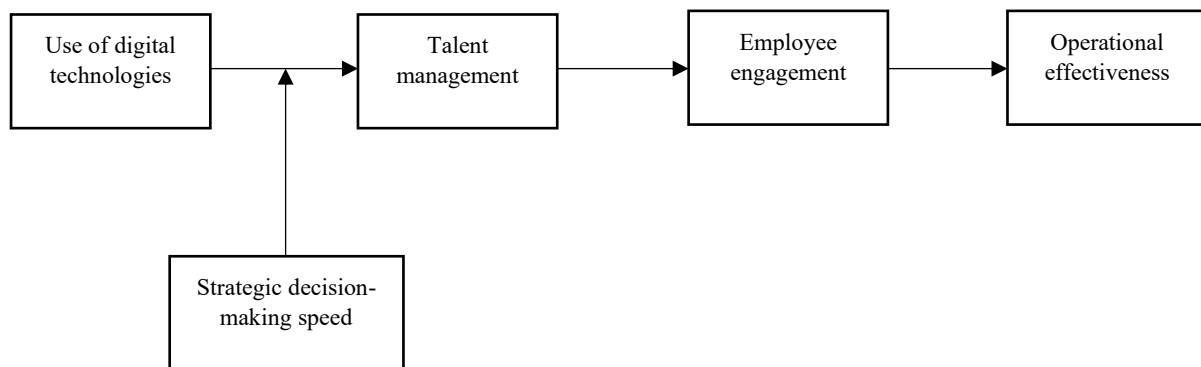 Use of digital
technologies
Talent
management
Employee
engagement
Operational
effectiveness
Strategic decision-
making speed